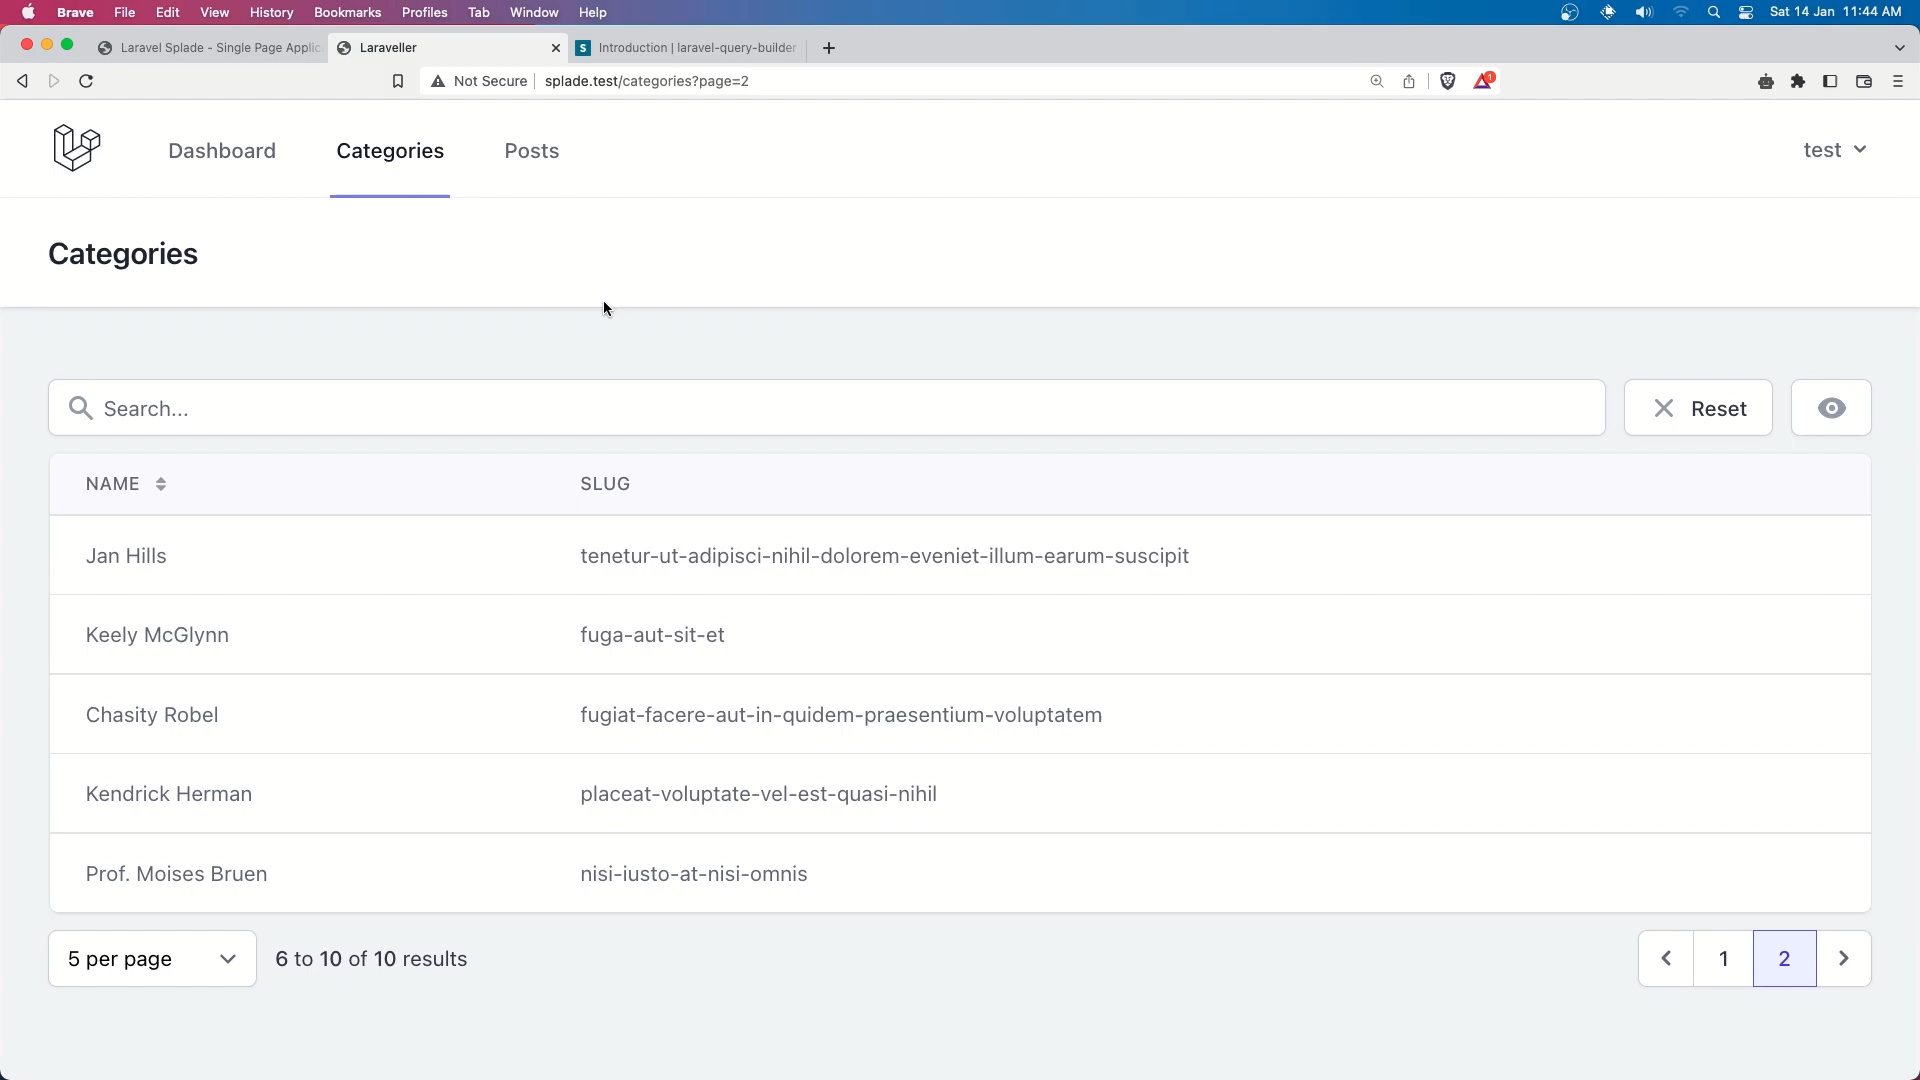 Brave File Edit View History Bookmarks Profiles Tab Window Help Sat 14 Jan 11:44 AM
Laravel Splade - Single Page Applic Laraveller Introduction | laravel-query-builder
Not Secure splade.test/categories?page=2 1
Dashboard Categories Posts test
Categories
Search... Reset
NAME SLUG
Jan Hills tenetur-ut-adipisci-nihil-dolorem-eveniet-illum-earum-suscipit
Keely McGlynn fuga-aut-sit-et
Chasity Robel fugiat-facere-aut-in-quidem-praesentium-voluptatem
Kendrick Herman placeat-voluptate-vel-est-quasi-nihil
Prof. Moises Bruen nisi-iusto-at-nisi-omnis
5 per page 6 to 10 of 10 results 1 2